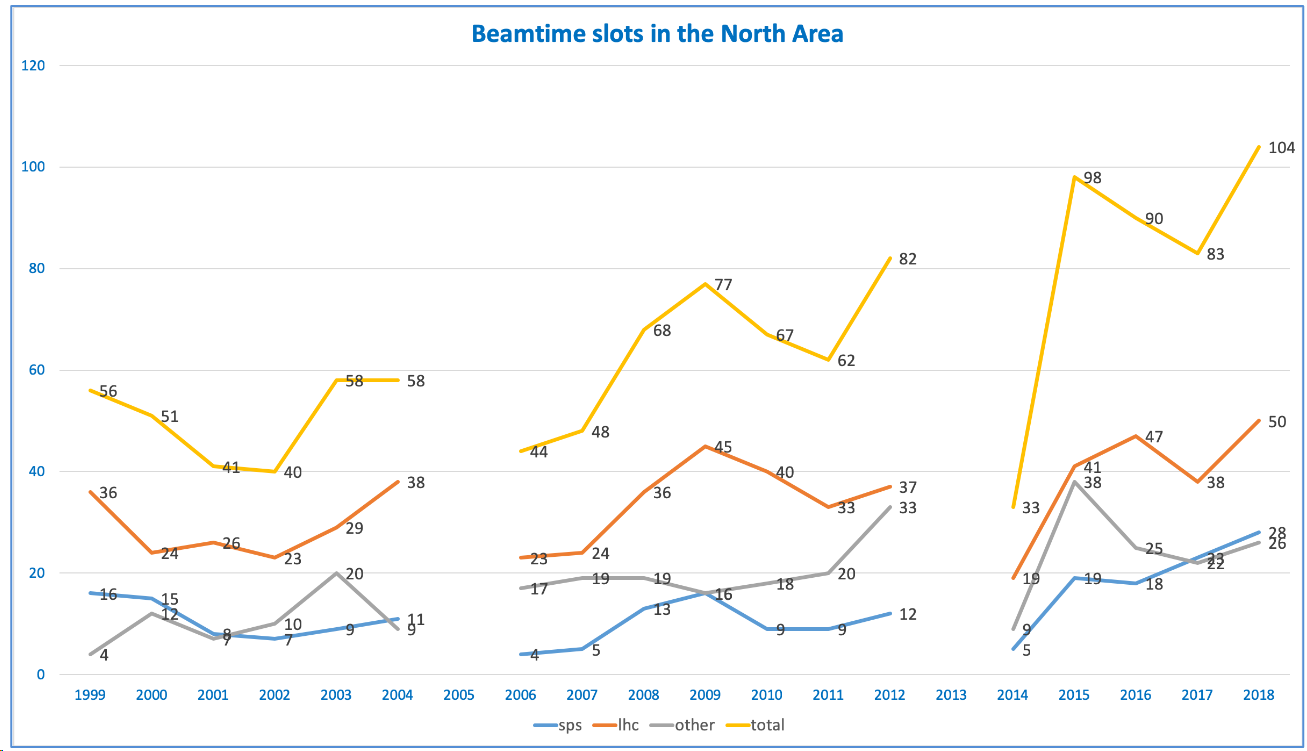 Beamtime slots in the North Area
120
100
80
60
40
20
0
56 51 41 40 58 58 44 48 68 77 67 62 82 33 98 90 83 104
36 24 26 23 29 38 23 24 36 45 40 33 37 19 41 47 38 50
4 12 7 10 20 9 17 19 19 16 18 20 33 9 38 25 22 26
16 15 8 7 9 11 4 5 13 9 9 12 5 19 18 23 28
1999 2000 2001 2002 2003 2004 2005 2006 2007 2008 2009 2010 2011 2012 2013 2014 2015 2016 2017 2018
sps lhc other total